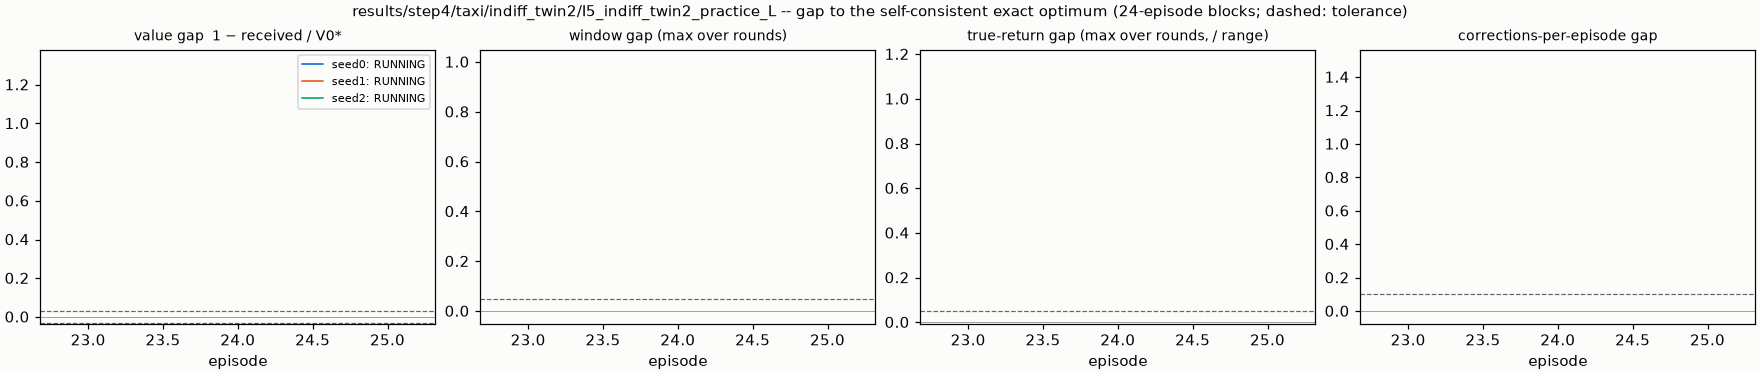 results/step4/taxi/indiff_twin2/l5_indiff_twin2_practice_L -- gap to the self-consistent exact optimum (24-episode blocks; dashed: tolerance)
value gap  1 − received / V0*
seed0: RUNNING
seed1: RUNNING
seed2: RUNNING
1.2
1.0
0.8
0.6
0.4
0.2
0.0
23.0 23.5 24.0 24.5 25.0
episode
window gap (max over rounds)
1.0
0.8
0.6
0.4
0.2
0.0
23.0 23.5 24.0 24.5 25.0
episode
true-return gap (max over rounds, / range)
1.2
1.0
0.8
0.6
0.4
0.2
0.0
23.0 23.5 24.0 24.5 25.0
episode
corrections-per-episode gap
1.4
1.2
1.0
0.8
0.6
0.4
0.2
0.0
23.0 23.5 24.0 24.5 25.0
episode